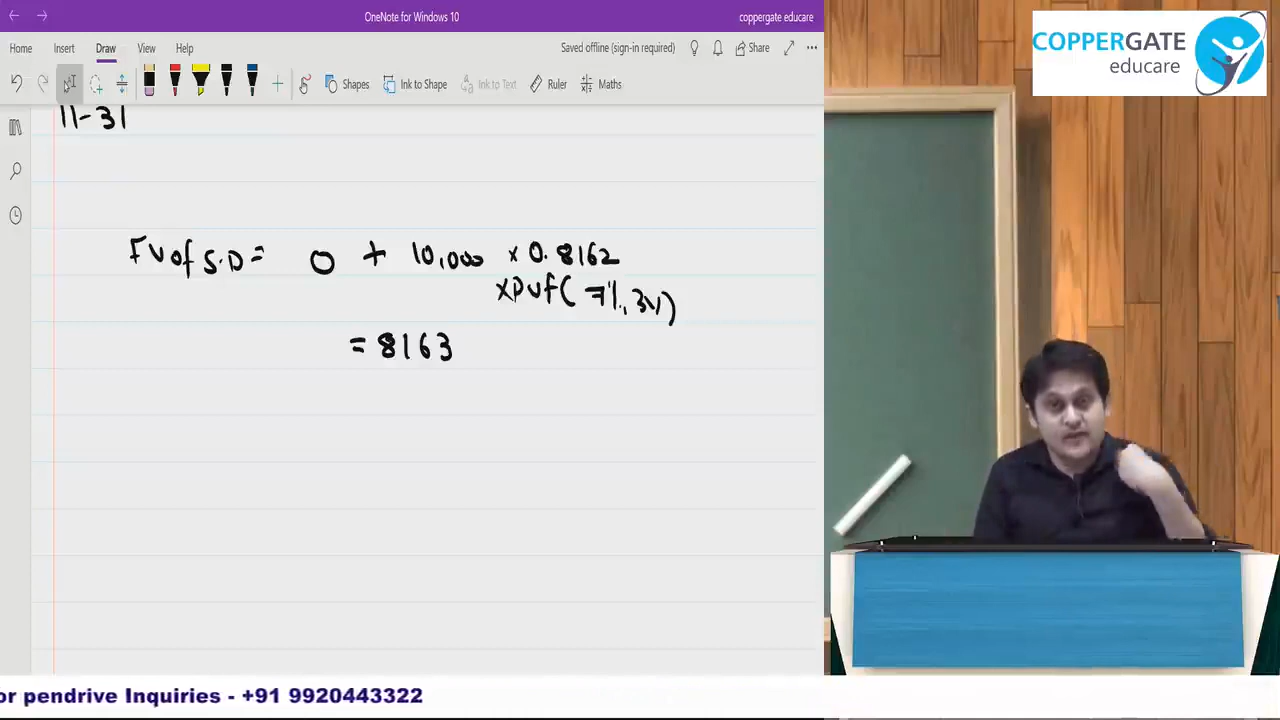 OneNote for Windows 10
coppergate educare
Home Insert Draw View Help
Saved offline (sign-in required)
Share
Shapes
Ink to Shape
Ink to Text
Ruler
Maths
COPPERGATE
educare
11-31
FV of S.D = 0 + 10,000 x 0.8162
x PVf( 7%, 3y)
= 8163
or pendrive Inquiries - +91 9920443322